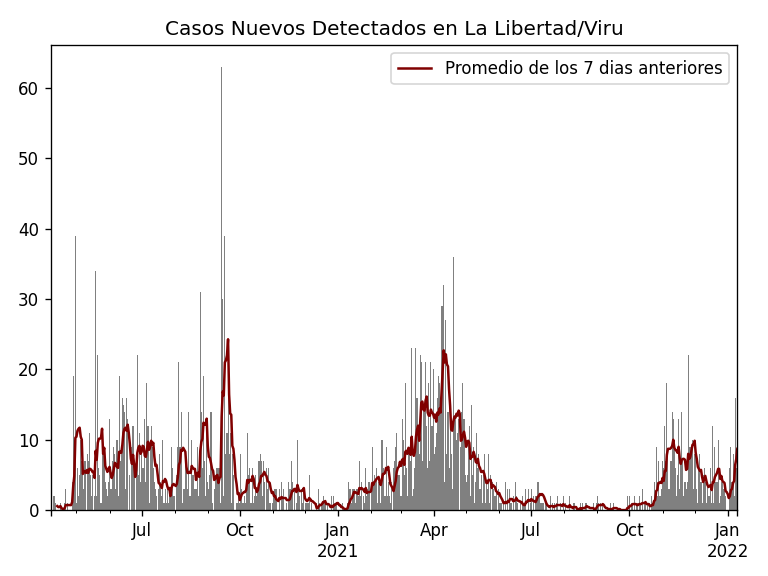 Casos Nuevos Detectados en La Libertad/Viru
Promedio de los 7 dias anteriores
60
50
40
30
20
10
0
Jul
Oct
Jan
2021
Apr
Jul
Oct
Jan
2022